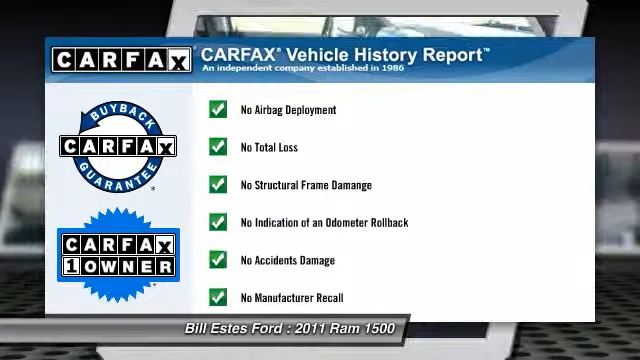 CARFAX
CARFAX® Vehicle History Report™
An independent company established in 1986
BUYBACK
CARFAX
GUARANTEE
®
CARFAX
1 OWNER
No Airbag Deployment
No Total Loss
No Structural Frame Damange
No Indication of an Odometer Rollback
No Accidents Damage
No Manufacturer Recall
Bill Estes Ford : 2011 Ram 1500